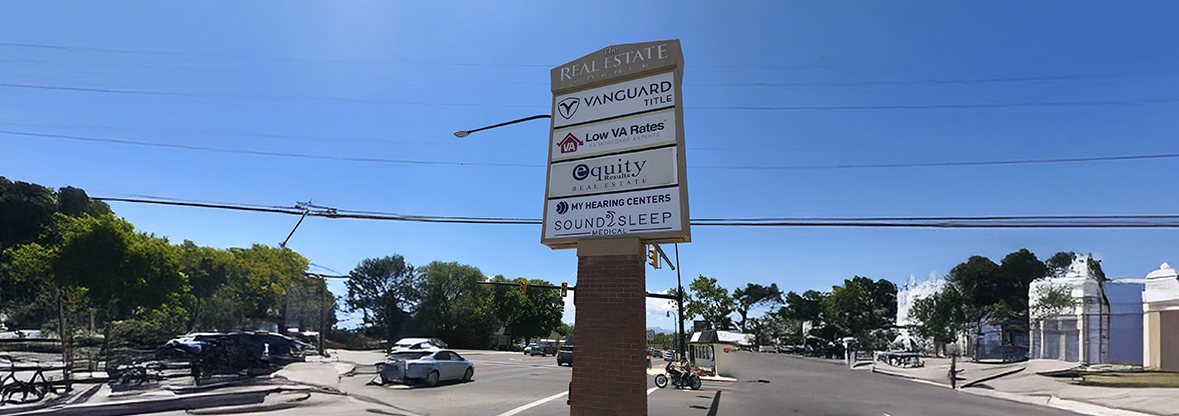 The
REAL ESTATE
VANGUARD
TITLE
VA
Low VA Rates
VA MORTGAGE EXPERTS
equity
Results
REAL ESTATE
MY HEARING CENTERS
SOUND SLEEP
MEDICAL